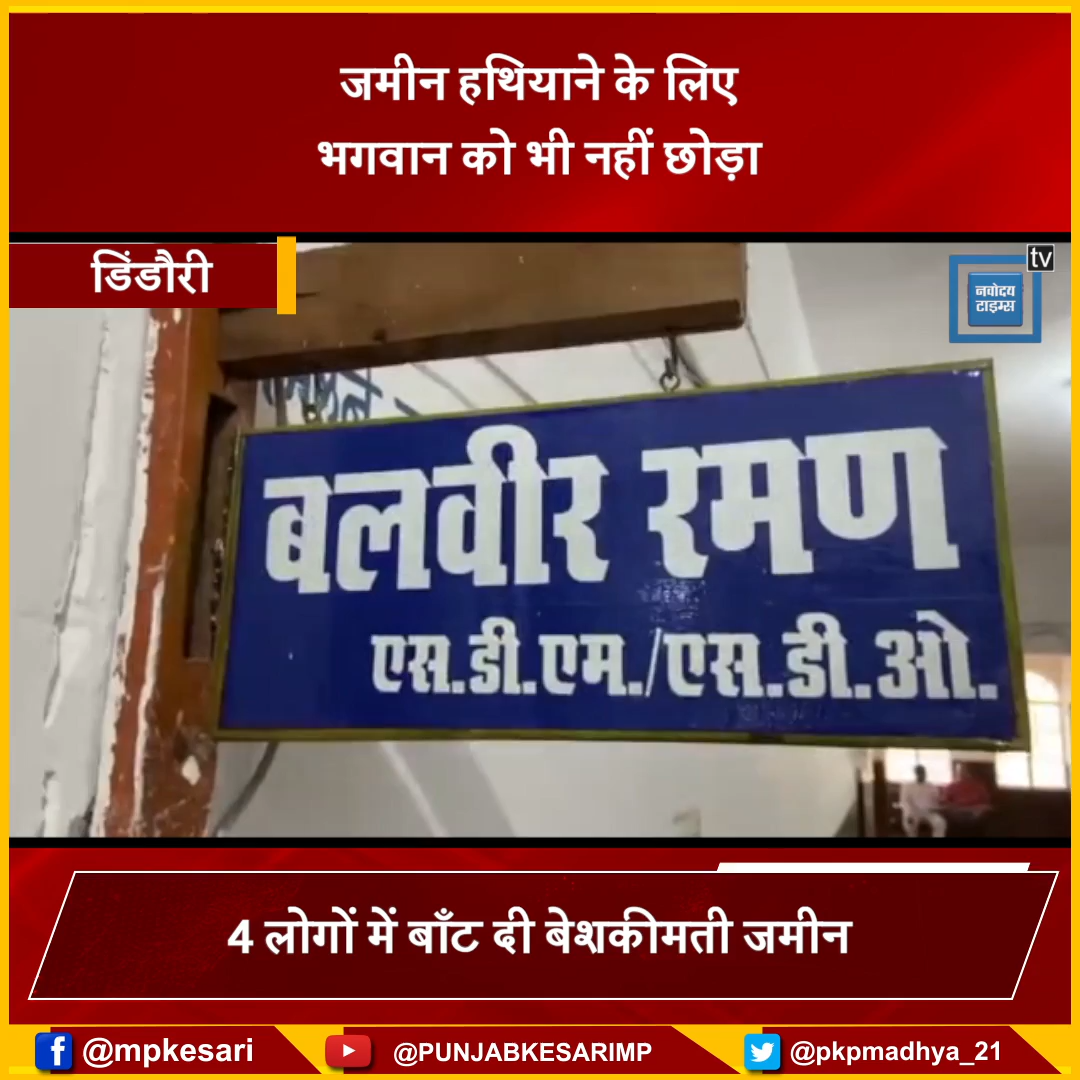 जमीन हथियाने के लिए
भगवान को भी नहीं छोड़ा
डिंडौरी
tv
नवोदय
टाइम्स
बलवीर रमण
एस.डी.एम./एस.डी.ओ.
4 लोगों में बाँट दी बेशकीमती जमीन
@mpkesari
@PUNJABKESARIMP
@pkpmadhya_21